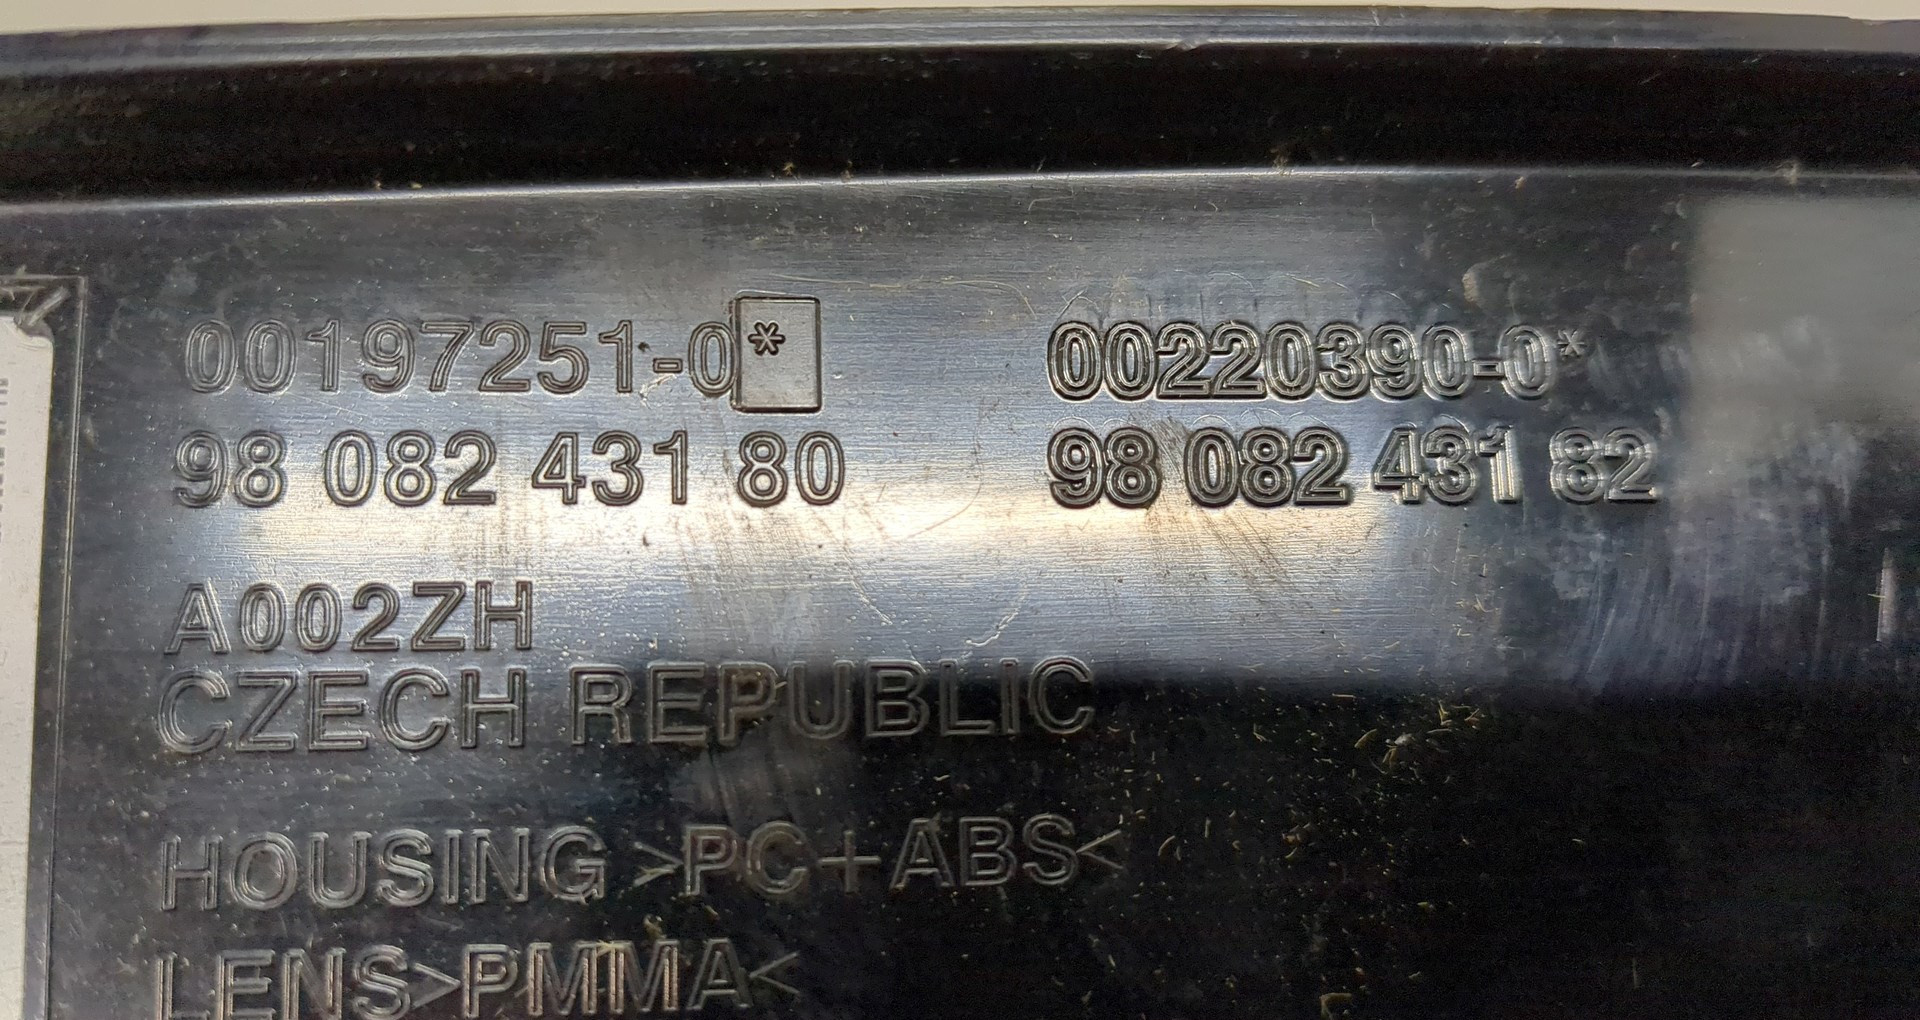 00197251-0* 00220390-0*
98 082 431 80 98 082 431 82
A002ZH
CZECH REPUBLIC
HOUSING >PC+ABS<
LENS>PMMA<